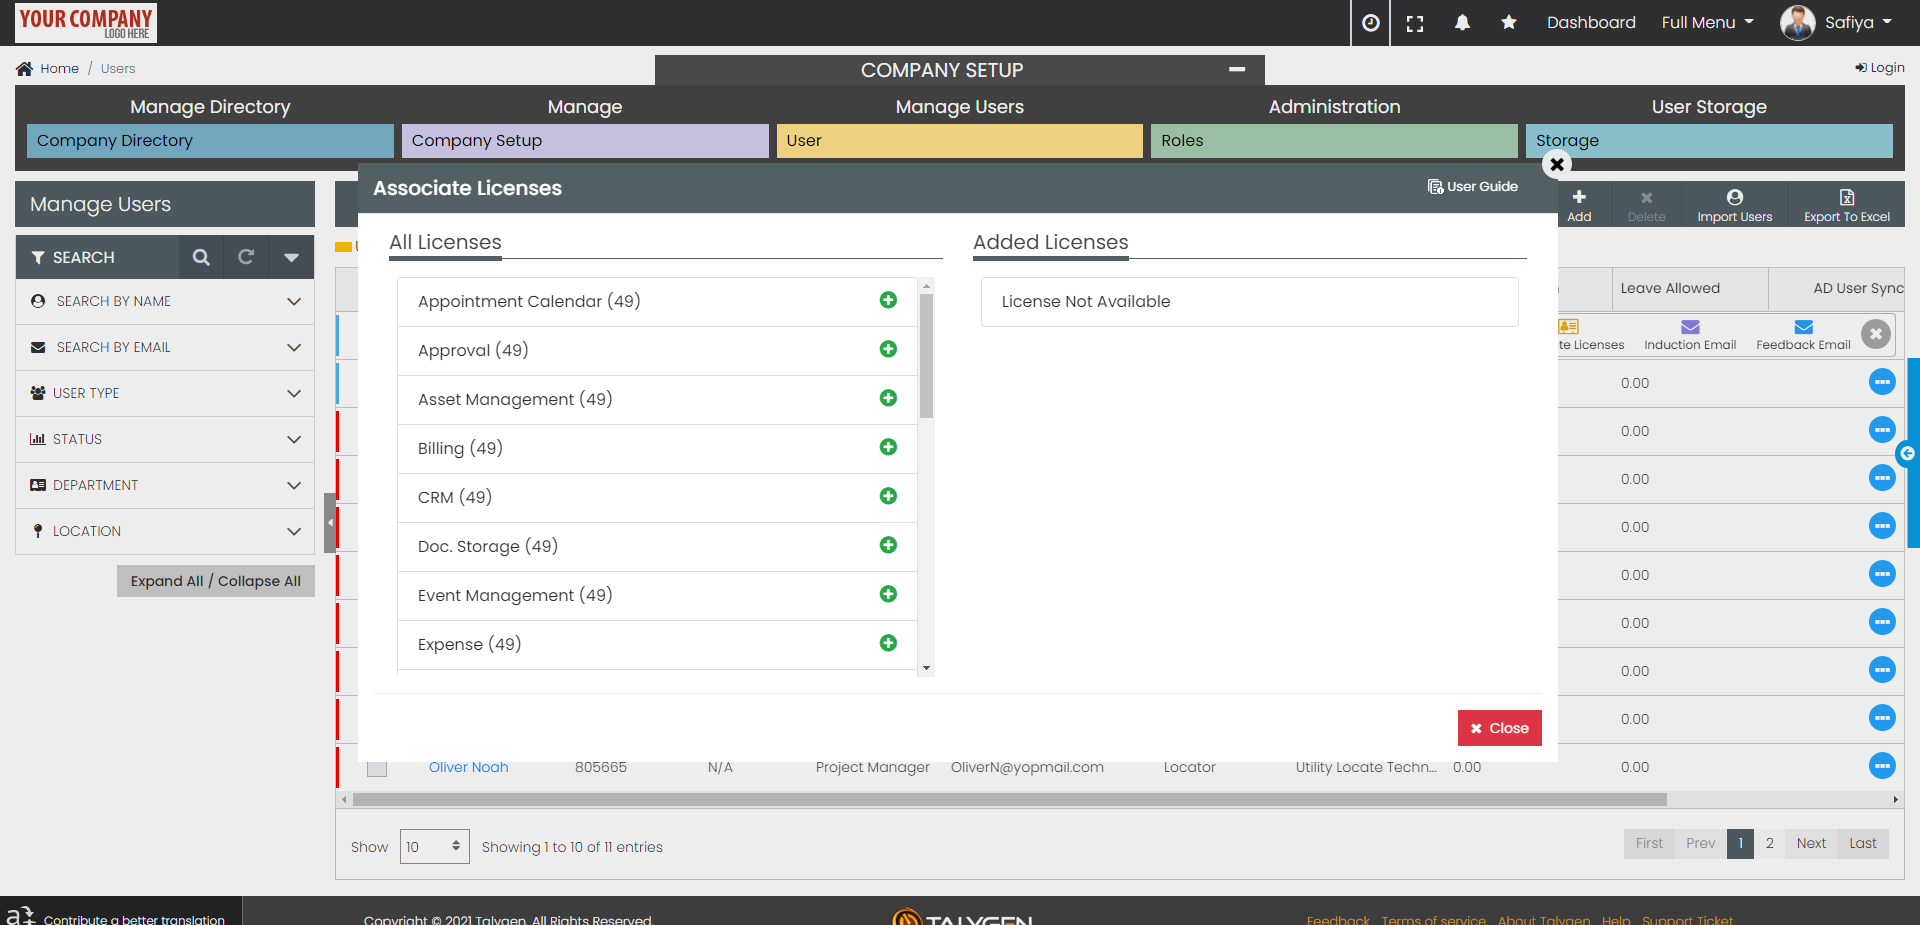 YOUR COMPANY
LOGO HERE
Dashboard
Full Menu
Safiya
Home / Users
COMPANY SETUP
Login
Manage Directory
Manage
Manage Users
Administration
User Storage
Company Directory
Company Setup
User
Roles
Storage
Manage Users
Associate Licenses
User Guide
Add
Delete
Import Users
Export To Excel
SEARCH
SEARCH BY NAME
SEARCH BY EMAIL
USER TYPE
STATUS
DEPARTMENT
LOCATION
Expand All / Collapse All
All Licenses
Appointment Calendar (49)
Approval (49)
Asset Management (49)
Billing (49)
CRM (49)
Doc. Storage (49)
Event Management (49)
Expense (49)
Added Licenses
License Not Available
Close
Leave Allowed
AD User Sync
te Licenses
Induction Email
Feedback Email
0.00
0.00
0.00
0.00
0.00
0.00
0.00
0.00
Oliver Noah 805665 N/A Project Manager OliverN@yopmail.com Locator Utility Locate Techn... 0.00 0.00
Show 10 Showing 1 to 10 of 11 entries
First Prev 1 2 Next Last
Contribute a better translation
Copyright © 2021 Talygen. All Rights Reserved.
TALYGEN
Feedback Terms of service About Talygen Help Support Ticket